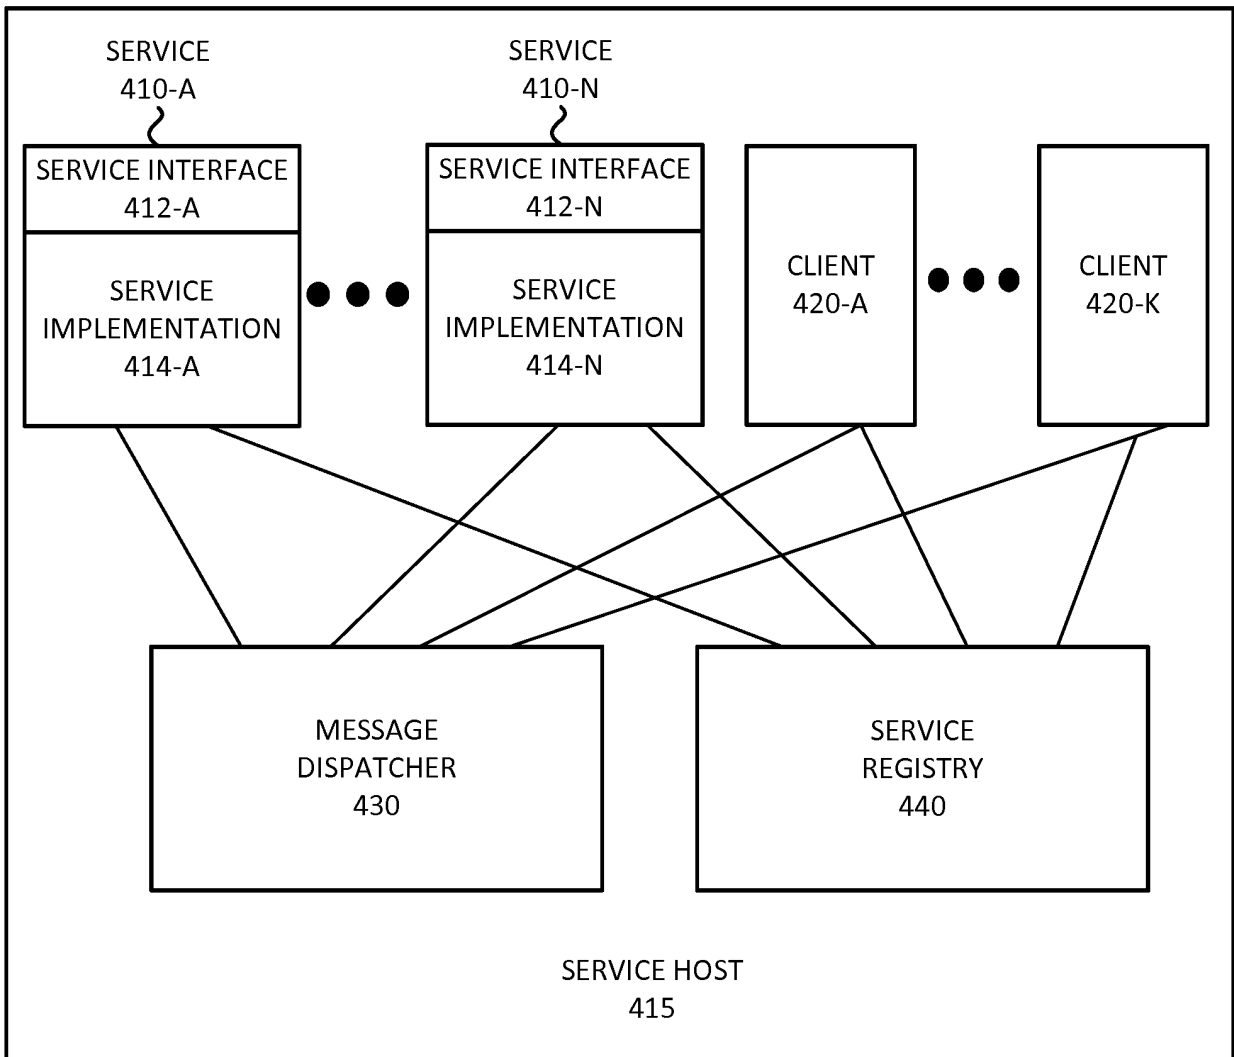 SERVICE
410-A
SERVICE
410-N
SERVICE INTERFACE
412-A
SERVICE
IMPLEMENTATION
414-A
SERVICE INTERFACE
412-N
SERVICE
IMPLEMENTATION
414-N
CLIENT
420-A
CLIENT
420-K
MESSAGE
DISPATCHER
430
SERVICE
REGISTRY
440
SERVICE HOST
415